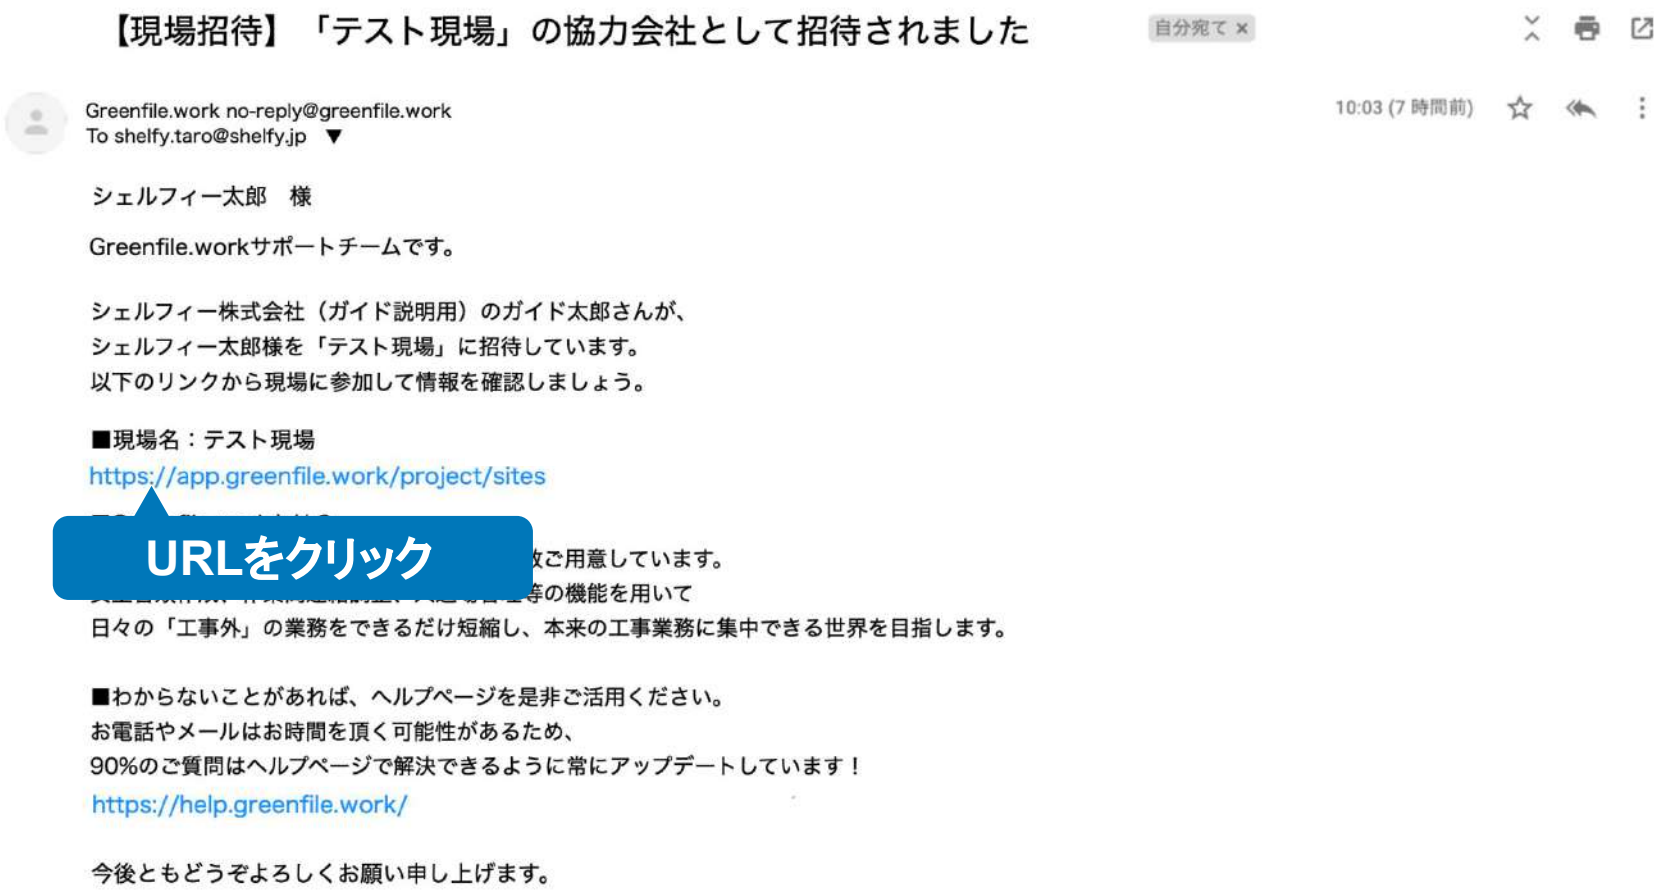 【現場招待】「テスト現場」の協力会社として招待されました
自分宛て ×
Greenfile.work no-reply@greenfile.work
10:03 (7 時間前)
To shelfy.taro@shelfy.jp ▼
シェルフィー太郎　様
Greenfile.workサポートチームです。
シェルフィー株式会社（ガイド説明用）のガイド太郎さんが、
シェルフィー太郎様を「テスト現場」に招待しています。
以下のリンクから現場に参加して情報を確認しましょう。
■現場名：テスト現場
https://app.greenfile.work/project/sites
URLをクリック
ご用意しています。
等の機能を用いて
日々の「工事外」の業務をできるだけ短縮し、本来の工事業務に集中できる世界を目指します。
■わからないことがあれば、ヘルプページを是非ご活用ください。
お電話やメールはお時間を頂く可能性があるため、
90%のご質問はヘルプページで解決できるように常にアップデートしています！
https://help.greenfile.work/
今後ともどうぞよろしくお願い申し上げます。